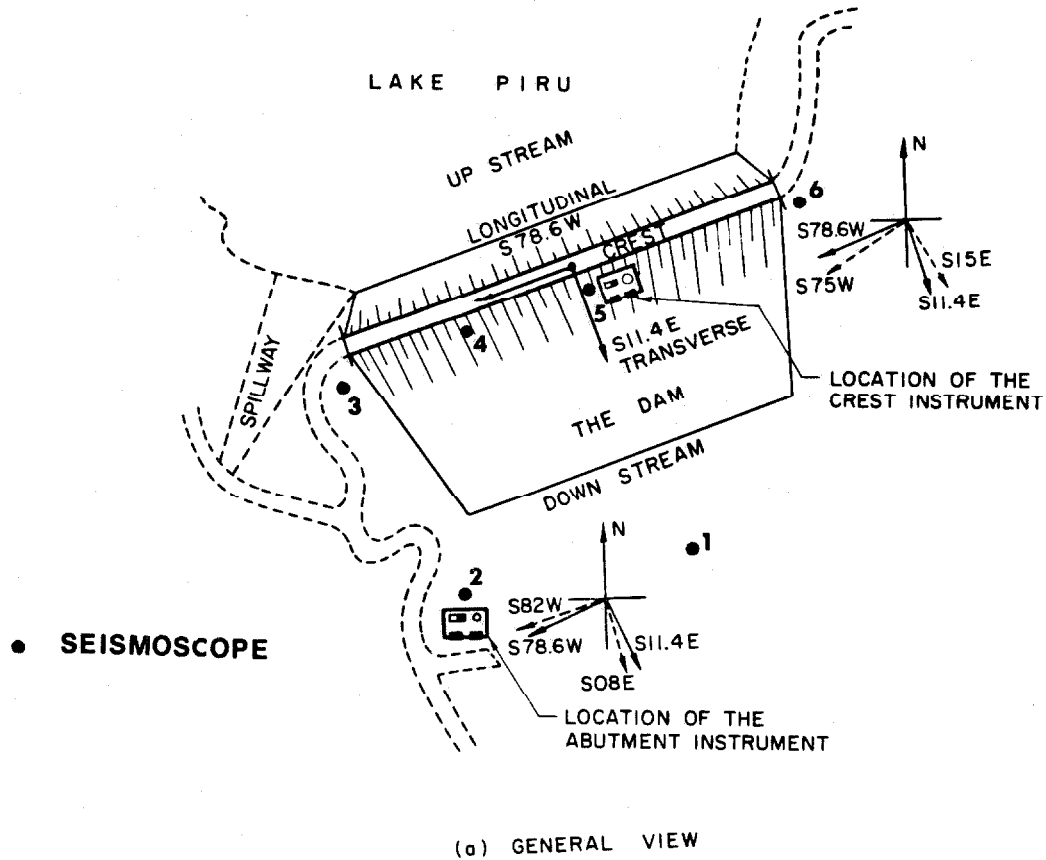 LAKE PIRU
UP STREAM
LONGITUDINAL
S78.6W
CREST
6
N
S78.6W
S75W
S15E
S11.4E
5
4
S11.4E
TRANSVERSE
SPILLWAY
3
LOCATION OF THE
CREST INSTRUMENT
THE DAM
DOWN STREAM
N
1
2
S82W
S78.6W
S11.4E
S08E
SEISMOSCOPE
LOCATION OF THE
ABUTMENT INSTRUMENT
(a) GENERAL VIEW